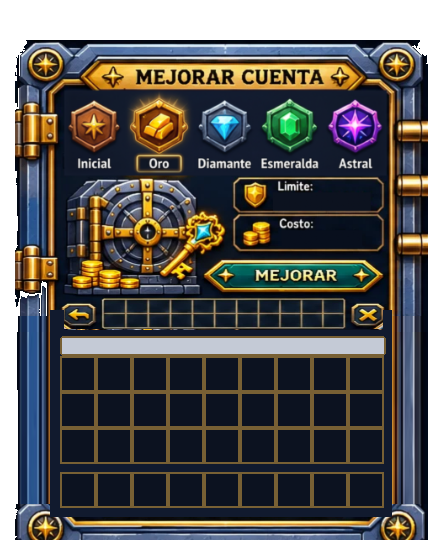 MEJORAR CUENTA
Inicial Oro Diamante Esmeralda Astral
Limite:
Costo:
MEJORAR